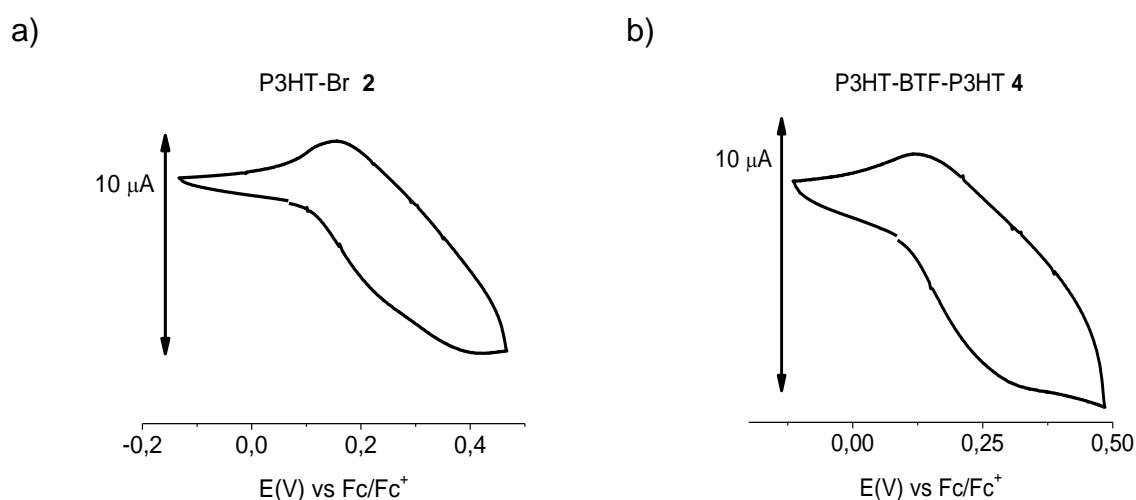 a)
P3HT-Br 2
10 µA
-0,2 0,0 0,2 0,4
E(V) vs Fc/Fc⁺
b)
P3HT-BTF-P3HT 4
10 µA
0,00 0,25 0,50
E(V) vs Fc/Fc⁺